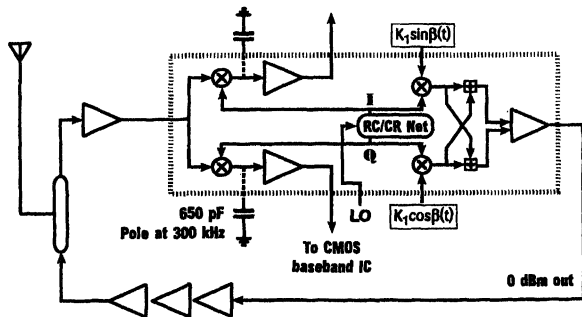 K₁sinβ(t)
I
RC/CR Net
Q
650 pF
Pole at 300 kHz
LO
K₁cosβ(t)
To CMOS
baseband IC
0 dBm out